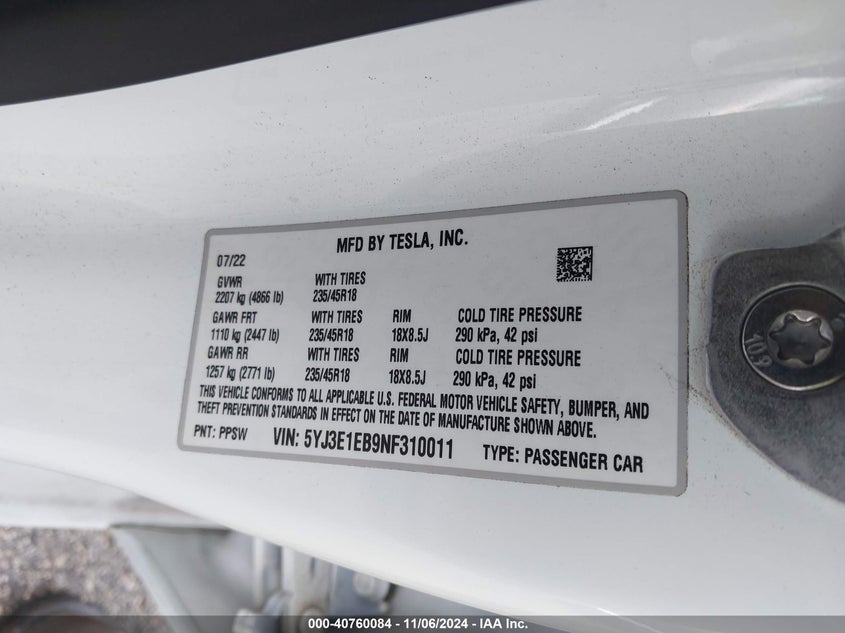 MFD BY TESLA, INC.
07/22
GVWR WITH TIRES
2207 kg (4866 lb) 235/45R18
GAWR FRT WITH TIRES RIM COLD TIRE PRESSURE
1110 kg (2447 lb) 235/45R18 18X8.5J 290 kPa, 42 psi
GAWR RR WITH TIRES RIM COLD TIRE PRESSURE
1257 kg (2771 lb) 235/45R18 18X8.5J 290 kPa, 42 psi
THIS VEHICLE CONFORMS TO ALL APPLICABLE U.S. FEDERAL MOTOR VEHICLE SAFETY, BUMPER, AND
THEFT PREVENTION STANDARDS IN EFFECT ON THE DATE OF MANUFACTURE SHOWN ABOVE.
PNT: PPSW VIN: 5YJ3E1EB9NF310011 TYPE: PASSENGER CAR
10.9
000-40760084 - 11/06/2024 - IAA Inc.